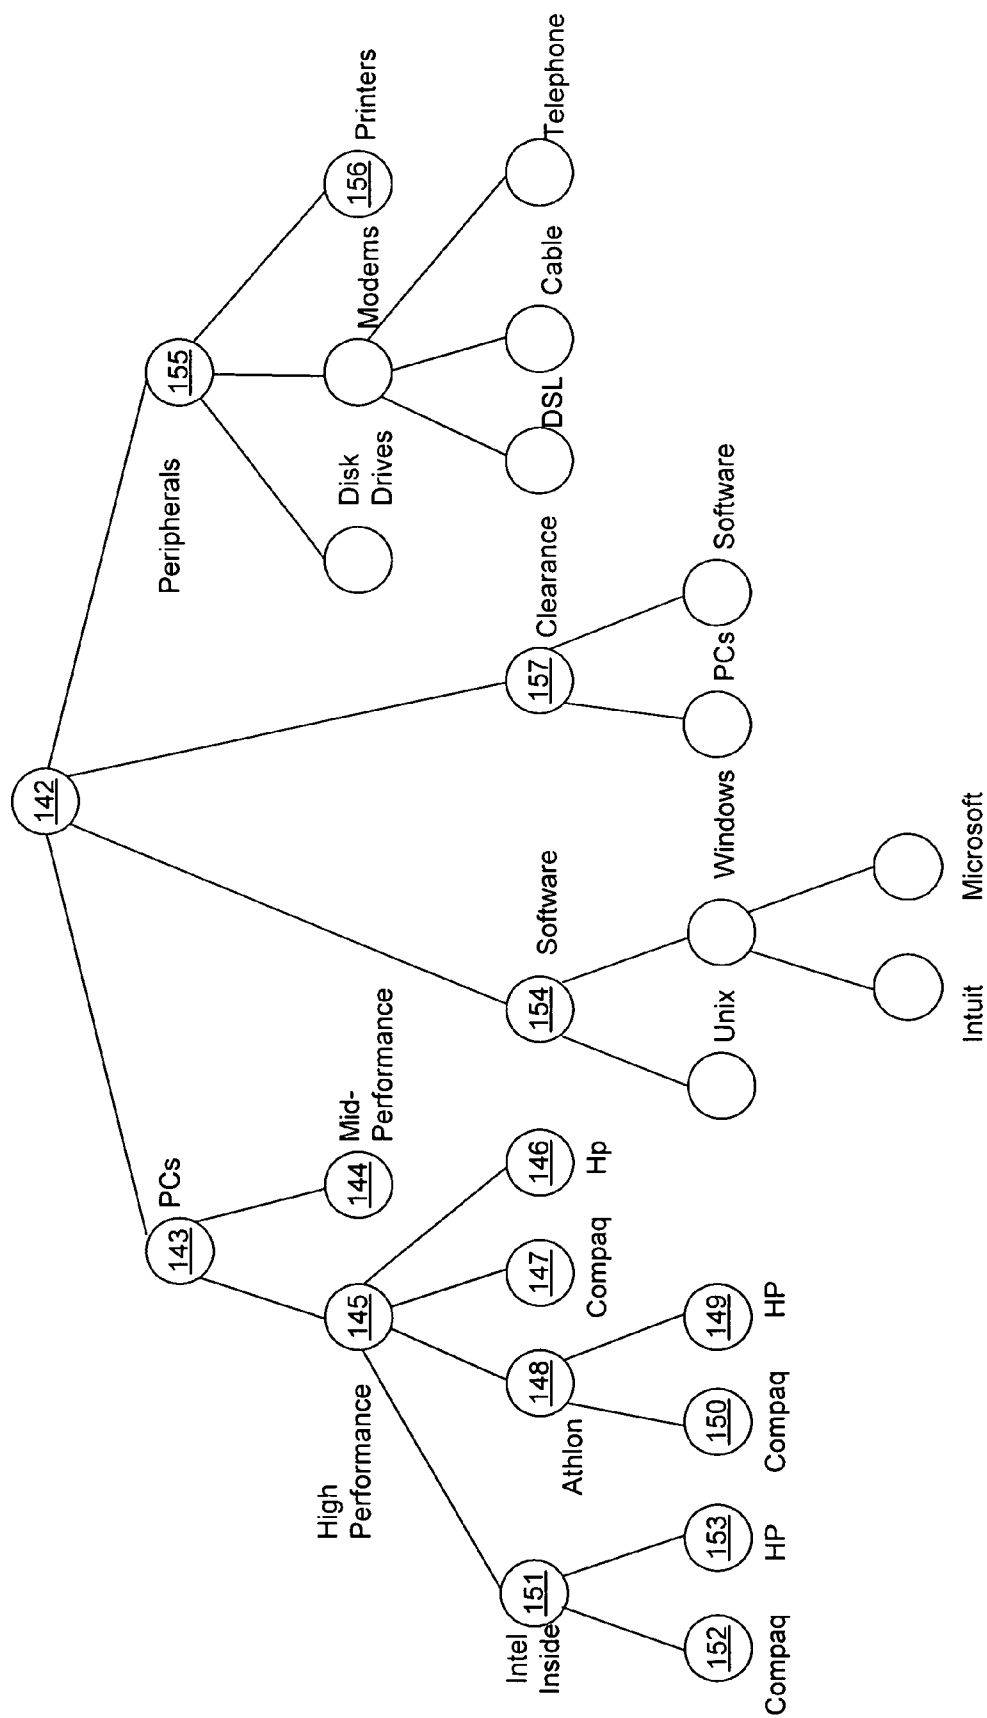 142
143
PCs
154
Software
157
Clearance
155
Peripherals
145
High
Performance
144
Mid-
Performance
151
Intel
Inside
148
Athlon
147
Compaq
146
Hp
152
Compaq
153
HP
150
Compaq
149
HP
Unix
Windows
Intuit
Microsoft
PCs
Software
Disk
Drives
Modems
156
Printers
DSL
Cable
Telephone